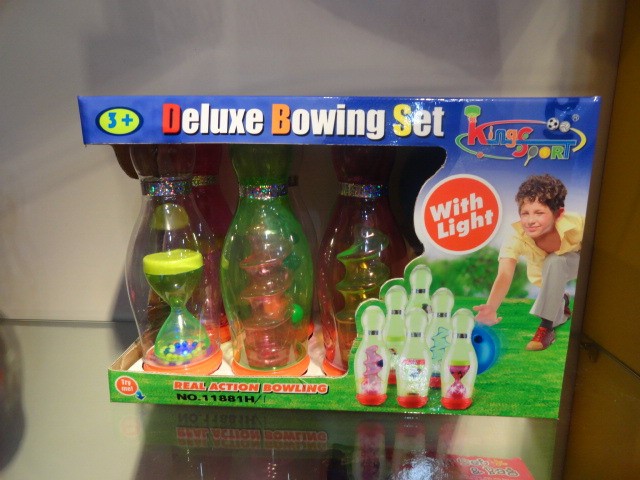 3+
Deluxe Bowing Set
Kings
SPORT
®
With
Light
Try
me!
REAL ACTION BOWLING
NO.11881H/